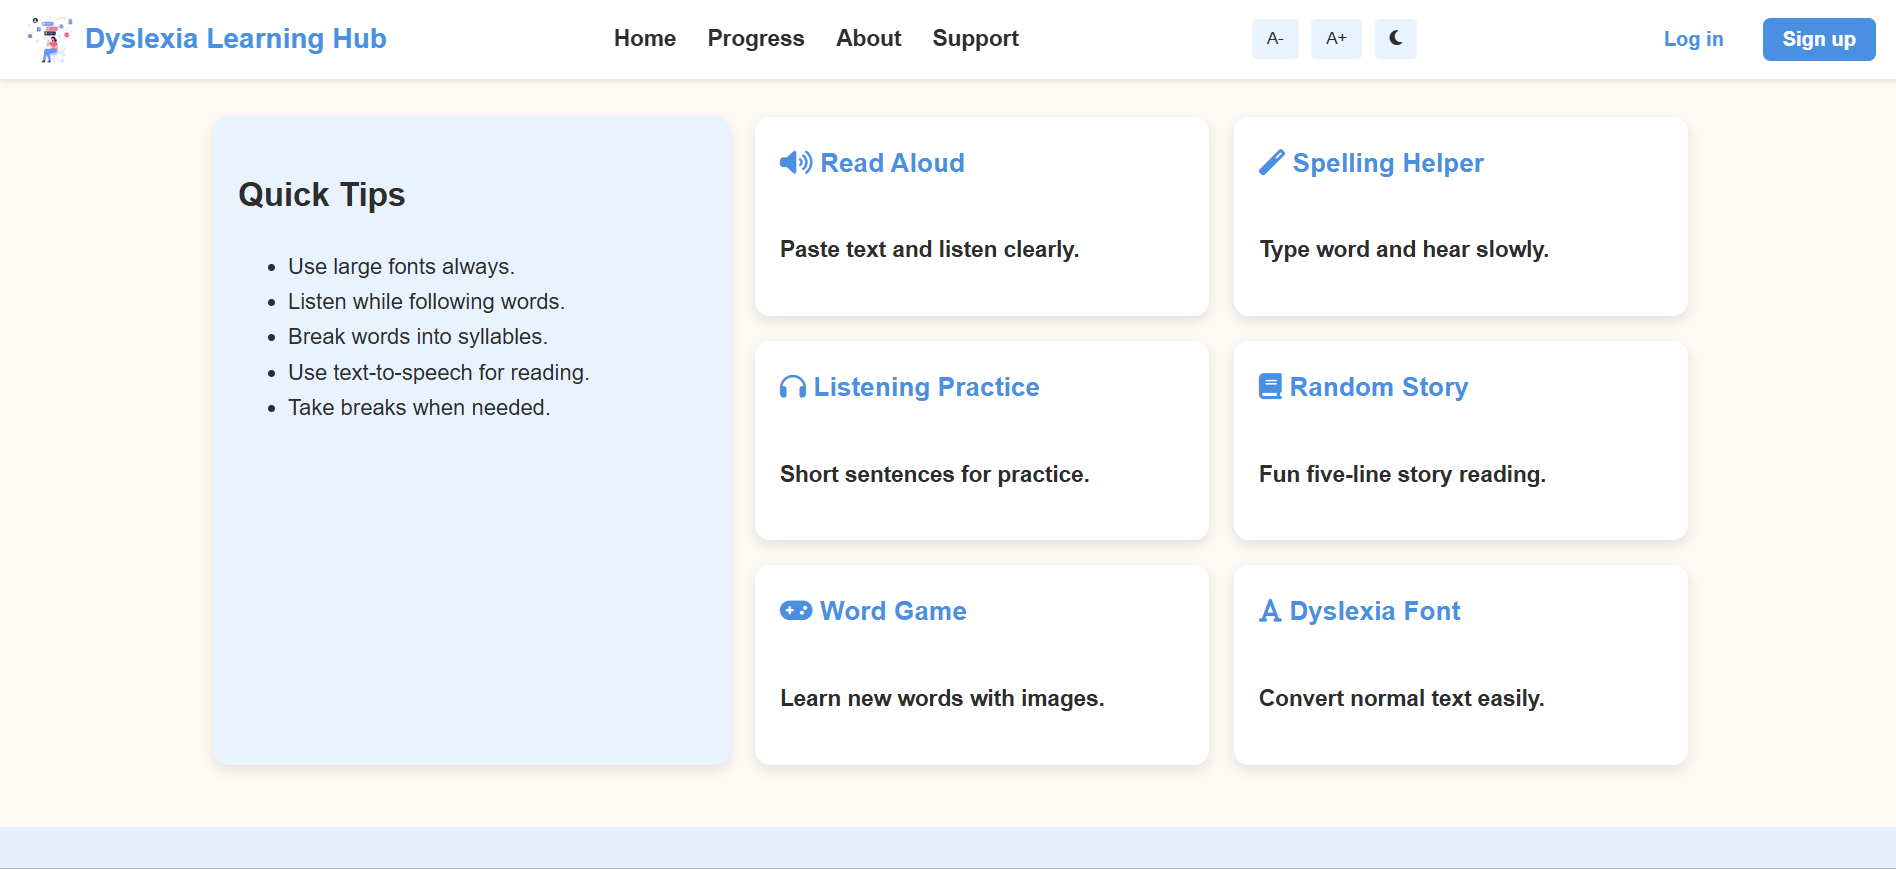 Dyslexia Learning Hub
Home Progress About Support
A- A+
Log in
Sign up
Quick Tips
Use large fonts always.
Listen while following words.
Break words into syllables.
Use text-to-speech for reading.
Take breaks when needed.
Read Aloud
Paste text and listen clearly.
Spelling Helper
Type word and hear slowly.
Listening Practice
Short sentences for practice.
Random Story
Fun five-line story reading.
Word Game
Learn new words with images.
Dyslexia Font
Convert normal text easily.